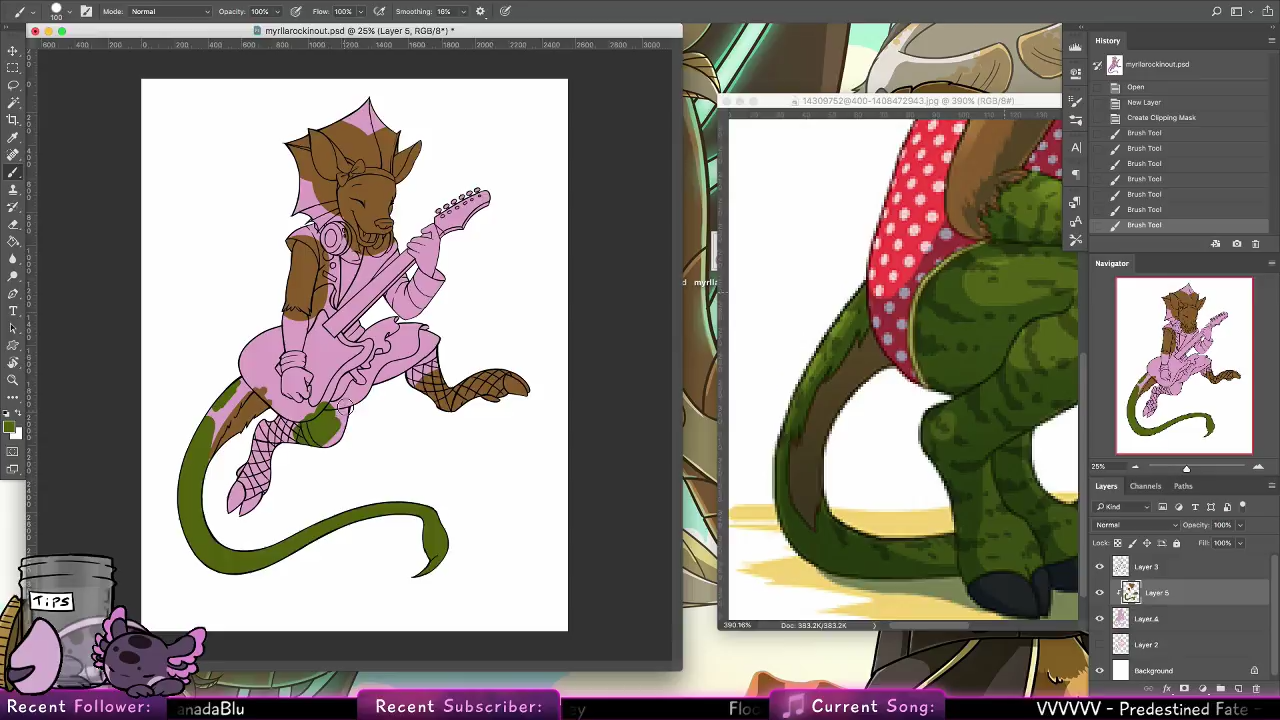 100
Mode: Normal
Opacity: 100%
Flow: 100%
Smoothing: 16%
myrllarockinout.psd @ 25% (Layer 5, RGB/8*) *
14309752@400-1408472943.jpg @ 390% (RGB/8#)
390.16%
Doc: 383.2K/383.2K
History
myrllarockinout.psd
Open
New Layer
Create Clipping Mask
Brush Tool
Brush Tool
Brush Tool
Brush Tool
Brush Tool
Brush Tool
Brush Tool
Navigator
25%
Layers
Channels
Paths
Kind
Normal
Opacity: 100%
Lock:
Fill: 100%
Layer 3
Layer 5
Layer 4
Layer 2
Background
TiPS
Recent Follower:
anadaBlu
Recent Subscriber:
Floo
Current Song:
VVVVVV - Predestined Fate -